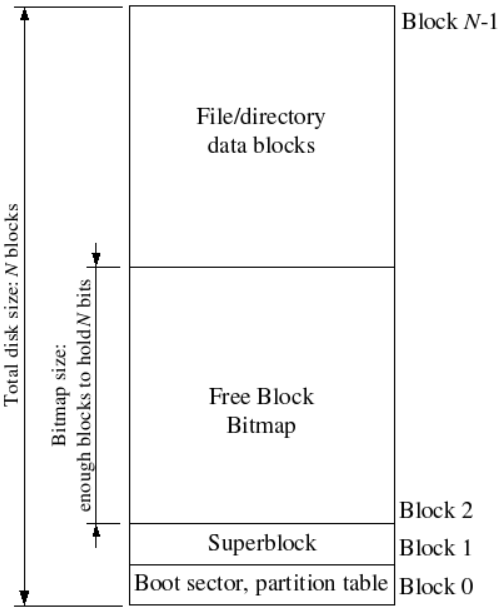 Block N-1
File/directory
data blocks
Total disk size: N blocks
Bitmap size:
enough blocks to hold N bits
Free Block
Bitmap
Block 2
Superblock
Block 1
Boot sector, partition table
Block 0